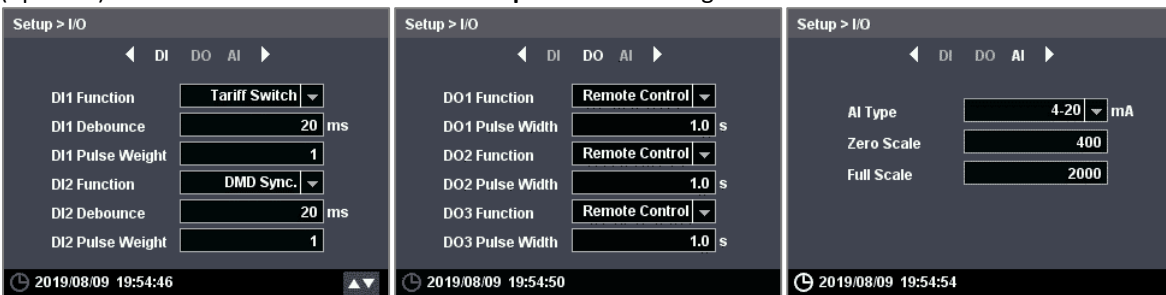 Setup > I/O
DI DO AI
DI1 Function Tariff Switch
DI1 Debounce 20 ms
DI1 Pulse Weight 1
DI2 Function DMD Sync.
DI2 Debounce 20 ms
DI2 Pulse Weight 1
2019/08/09 19:54:46
Setup > I/O
DI DO AI
DO1 Function Remote Control
DO1 Pulse Width 1.0 s
DO2 Function Remote Control
DO2 Pulse Width 1.0 s
DO3 Function Remote Control
DO3 Pulse Width 1.0 s
2019/08/09 19:54:50
Setup > I/O
DI DO AI
AI Type 4-20 mA
Zero Scale 400
Full Scale 2000
2019/08/09 19:54:54